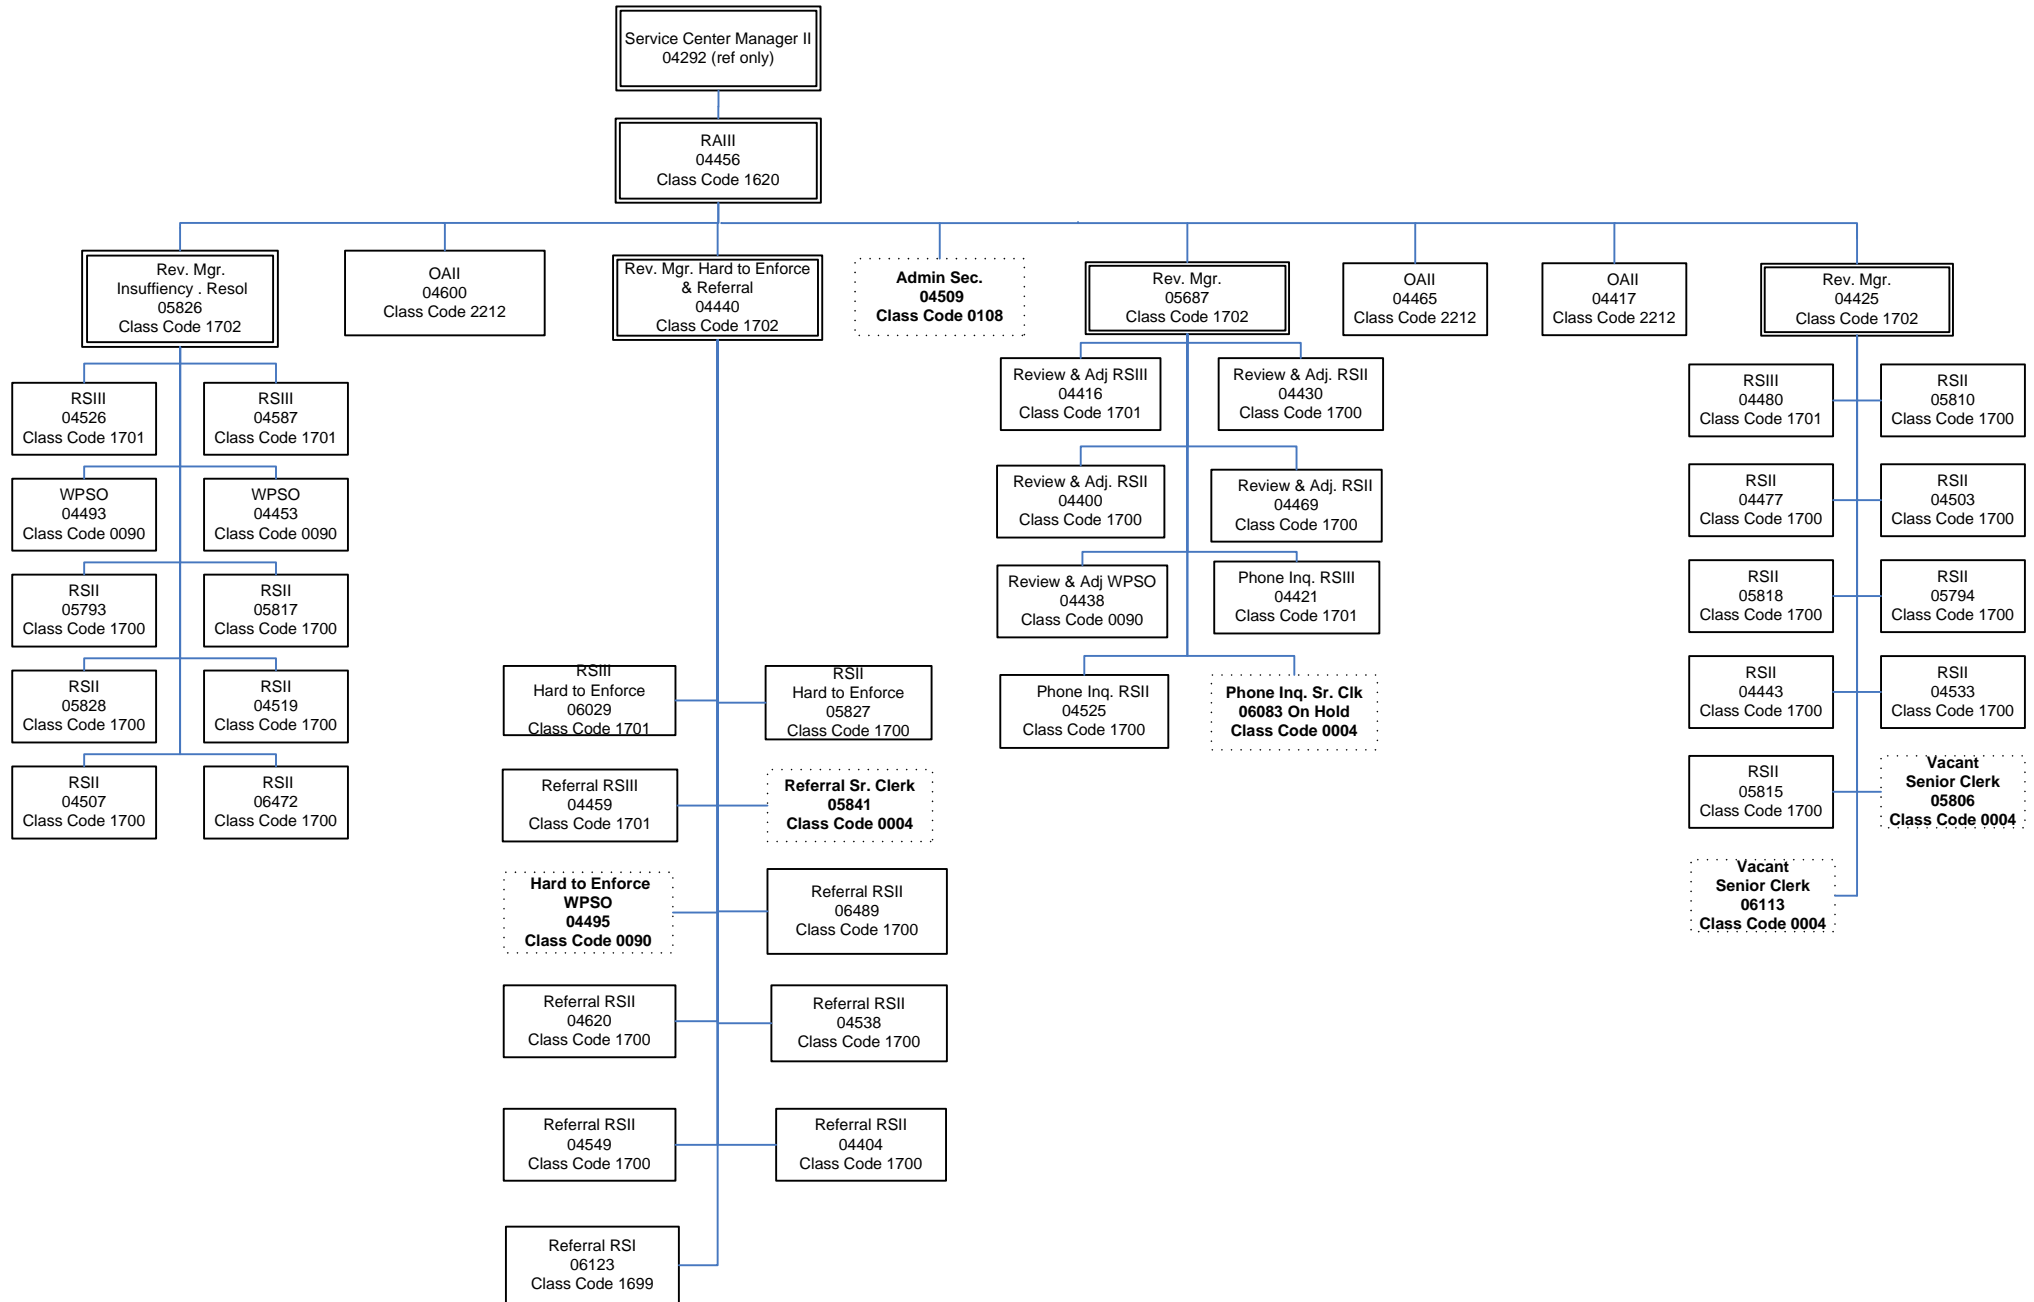 Service Center Manager II
04292 (ref only)
RAIII
04456
Class Code 1620
Rev. Mgr.
Insuffiency . Resol
05826
Class Code 1702
OAII
04600
Class Code 2212
Rev. Mgr. Hard to Enforce
& Referral
04440
Class Code 1702
Admin Sec.
04509
Class Code 0108
Rev. Mgr.
05687
Class Code 1702
OAII
04465
Class Code 2212
OAII
04417
Class Code 2212
Rev. Mgr.
04425
Class Code 1702
RSIII
04526
Class Code 1701
RSIII
04587
Class Code 1701
WPSO
04493
Class Code 0090
WPSO
04453
Class Code 0090
RSII
05793
Class Code 1700
RSII
05817
Class Code 1700
RSII
05828
Class Code 1700
RSII
04519
Class Code 1700
RSII
04507
Class Code 1700
RSII
06472
Class Code 1700
RSIII
Hard to Enforce
06029
Class Code 1701
RSII
Hard to Enforce
05827
Class Code 1700
Referral RSIII
04459
Class Code 1701
Referral Sr. Clerk
05841
Class Code 0004
Hard to Enforce
WPSO
04495
Class Code 0090
Referral RSII
06489
Class Code 1700
Referral RSII
04620
Class Code 1700
Referral RSII
04538
Class Code 1700
Referral RSII
04549
Class Code 1700
Referral RSII
04404
Class Code 1700
Referral RSI
06123
Class Code 1699
Review & Adj RSIII
04416
Class Code 1701
Review & Adj. RSII
04430
Class Code 1700
Review & Adj. RSII
04400
Class Code 1700
Review & Adj. RSII
04469
Class Code 1700
Review & Adj WPSO
04438
Class Code 0090
Phone Inq. RSIII
04421
Class Code 1701
Phone Inq. RSII
04525
Class Code 1700
Phone Inq. Sr. Clk
06083 On Hold
Class Code 0004
RSIII
04480
Class Code 1701
RSII
05810
Class Code 1700
RSII
04477
Class Code 1700
RSII
04503
Class Code 1700
RSII
05818
Class Code 1700
RSII
05794
Class Code 1700
RSII
04443
Class Code 1700
RSII
04533
Class Code 1700
RSII
05815
Class Code 1700
Vacant
Senior Clerk
05806
Class Code 0004
Vacant
Senior Clerk
06113
Class Code 0004